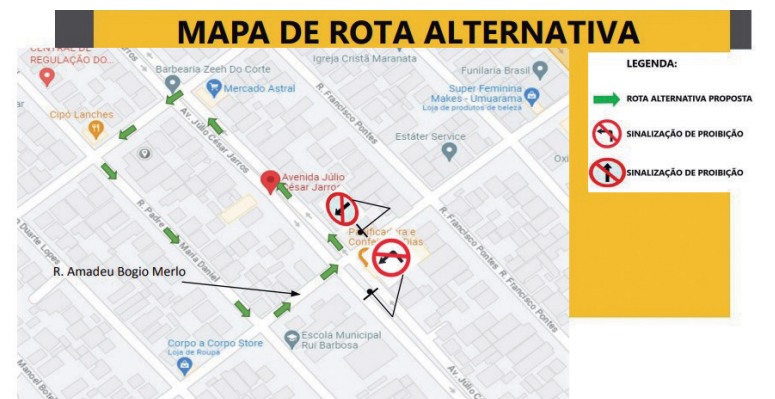 MAPA DE ROTA ALTERNATIVA
CENTRAL DE
REGULAÇÃO DO...
Barbearia Zeeh Do Corte
Igreja Cristã Maranata
Funilaria Brasil
Mercado Astral
Super Feminina
Makes - Umuarama
Loja de produtos de beleza
Cipó Lanches
Av. Júlio César Jarros
R. Francisco Pontes
Estáter Service
Avenida Júlio
César Jarros
R. Padre Maria Daniel
R. Francisco Pontes
R. Francisco Pontes
Duarte Lopes
R. Amadeu Bogio Merlo
Escola Municipal
Rui Barbosa
Corpo a Corpo Store
Loja de Roupa
Manoel
LEGENDA:
ROTA ALTERNATIVA PROPOSTA
SINALIZAÇÃO DE PROIBIÇÃO
SINALIZAÇÃO DE PROIBIÇÃO